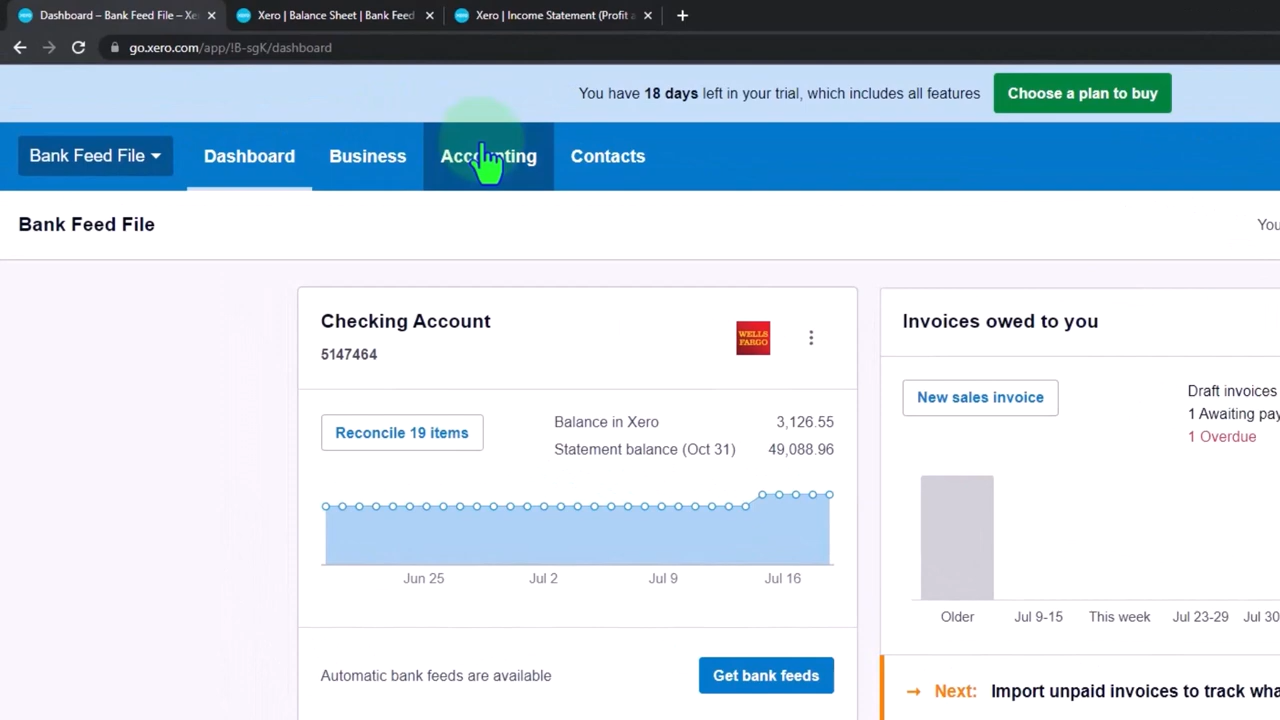 Dashboard – Bank Feed File – Xe
Xero | Balance Sheet | Bank Feed
Xero | Income Statement (Profit a
go.xero.com/app/!B-sgK/dashboard
You have 18 days left in your trial, which includes all features
Choose a plan to buy
Bank Feed File
Dashboard
Business
Accounting
Contacts
Bank Feed File
You
Checking Account
5147464
WELLS
FARGO
Reconcile 19 items
Balance in Xero 3,126.55
Statement balance (Oct 31) 49,088.96
Jun 25 Jul 2 Jul 9 Jul 16
Automatic bank feeds are available
Get bank feeds
Invoices owed to you
New sales invoice
Draft invoices
1 Awaiting pay
1 Overdue
Older Jul 9-15 This week Jul 23-29 Jul 30
Next: Import unpaid invoices to track wha